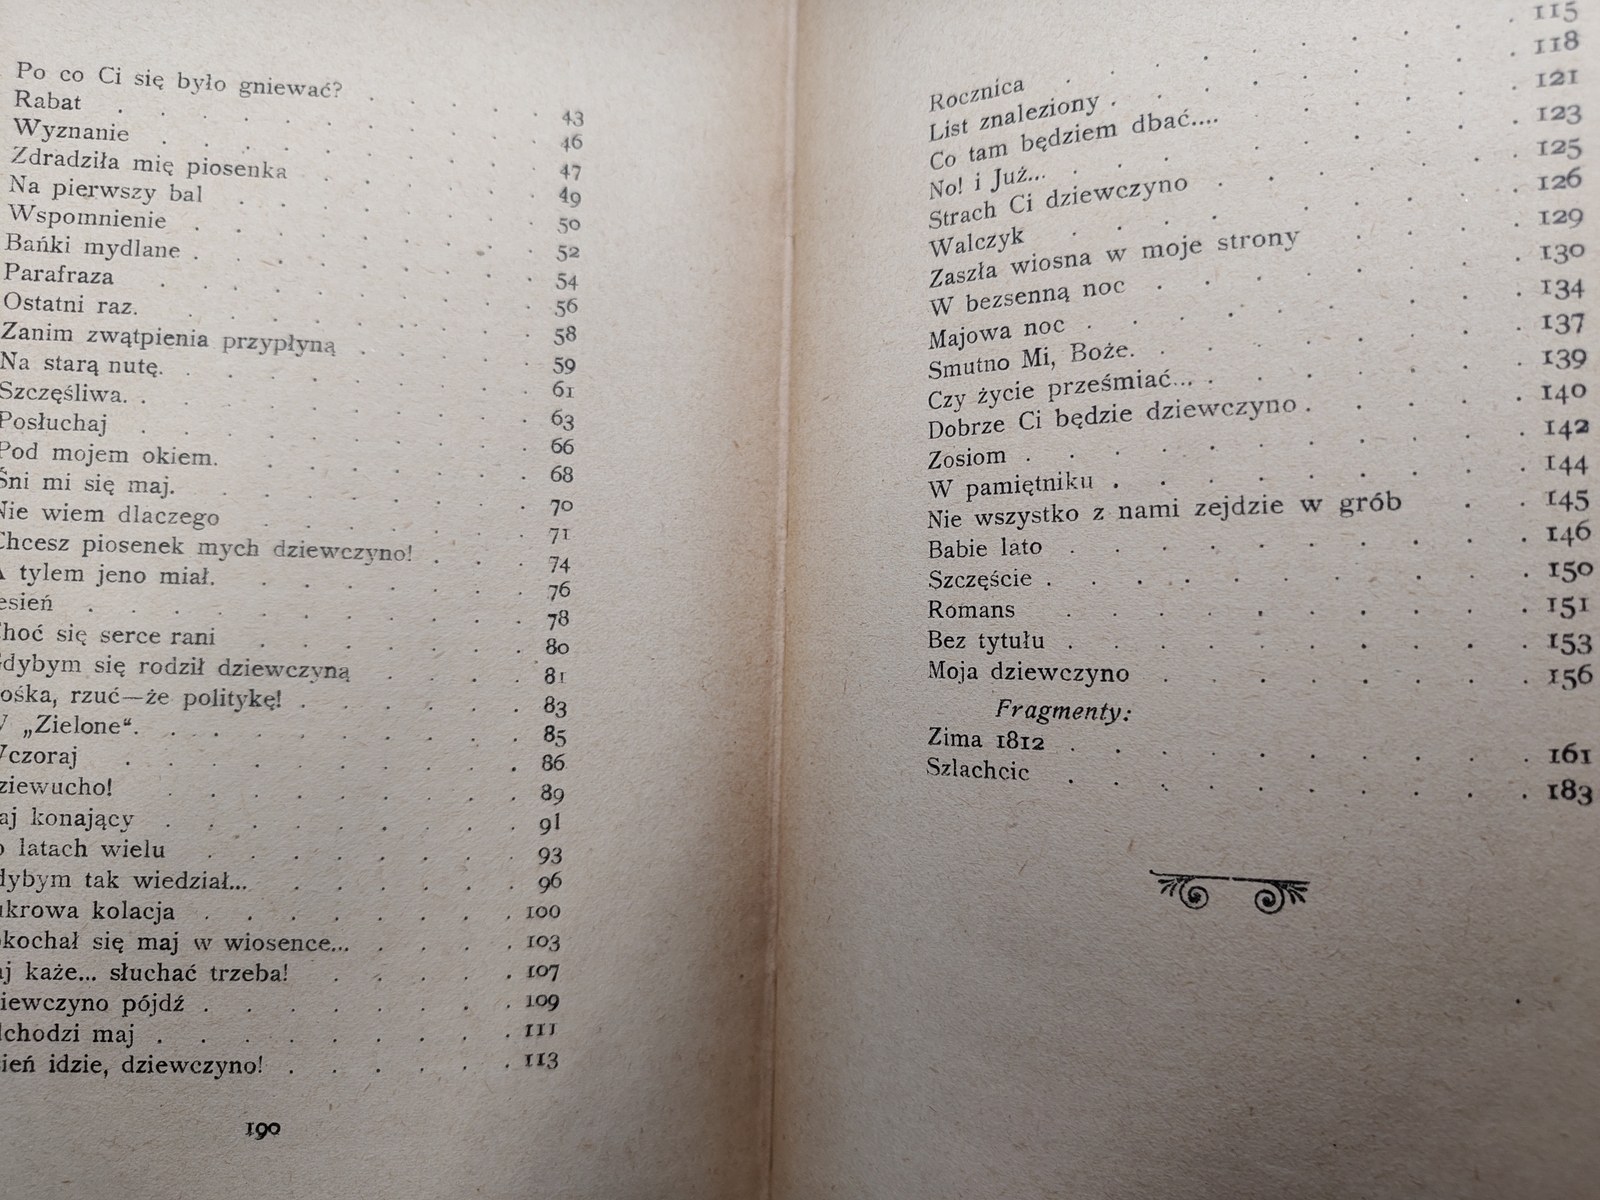 Po co Ci się było gniewać? . . . . 43
Rabat . . . . . . . . 46
Wyznanie . . . . . . . 47
Zdradziła mię piosenka . . . . . 49
Na pierwszy bal . . . . . . 50
Wspomnienie . . . . . . . 52
Bańki mydlane . . . . . . . 54
Parafraza . . . . . . . 56
Ostatni raz. . . . . . . . 58
Zanim zwątpienia przypłyną . . . . 59
Na starą nutę. . . . . . . . 61
Szczęśliwa. . . . . . . . . 63
Posłuchaj . . . . . . . . 66
Pod mojem okiem. . . . . . . 68
Śni mi się maj. . . . . . . 70
Nie wiem dlaczego . . . . . . 71
Chcesz piosenek mych dziewczyno! . . . 74
A tylem jeno miał. . . . . . . 76
esień . . . . . . . . . 78
hoć się serce rani . . . . . . 80
Gdybym się rodził dziewczyną . . . . 81
ośka, rzuć—że politykę! . . . . . 83
W „Zielone“. . . . . . . . . 85
Wczoraj . . . . . . . . 86
ziewucho! . . . . . . . 89
aj konający . . . . . . . 91
o latach wielu . . . . . . 93
dybym tak wiedział... . . . . . 96
ukrowa kolacja . . . . . . . 100
kochał się maj w wiosence... . . . . 103
aj każe... słuchać trzeba! . . . . . 107
iewczyno pójdź . . . . . . . 109
dchodzi maj . . . . . . . . 111
ień idzie, dziewczyno! . . . . . 113
190
Rocznica . . . . . . . . 115
List znaleziony . . . . . . . 118
Co tam będziem dbać.... . . . . 121
No! i Już... . . . . . . . 123
Strach Ci dziewczyno . . . . . 125
Walczyk . . . . . . . . 126
Zaszła wiosna w moje strony . . . 129
W bezsenną noc . . . . . . 130
Majowa noc . . . . . . . 134
Smutno Mi, Boże. . . . . . . 137
Czy życie prześmiać... . . . . . 139
Dobrze Ci będzie dziewczyno . . . . 140
Zosiom . . . . . . . . 142
W pamiętniku . . . . . . . 144
Nie wszystko z nami zejdzie w grób . . 145
Babie lato . . . . . . . . 146
Szczęście . . . . . . . . 150
Romans . . . . . . . . 151
Bez tytułu . . . . . . . . 153
Moja dziewczyno . . . . . . 156
Fragmenty:
Zima 1812 . . . . . . . . 161
Szlachcic . . . . . . . . 183